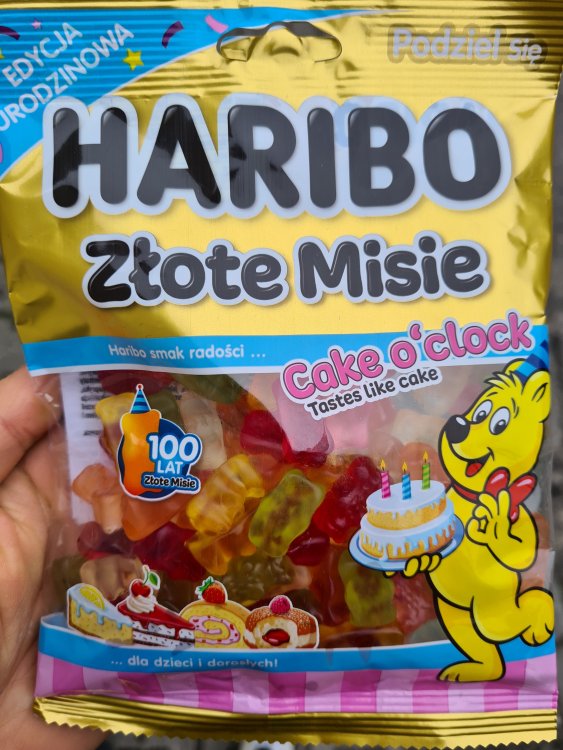 EDYCJA
URODZINOWA
Podziel się
HARIBO
Złote Misie
Haribo smak radości ...
Cake o'clock
Tastes like cake
100
LAT
Złote Misie
... dla dzieci i dorosłych!